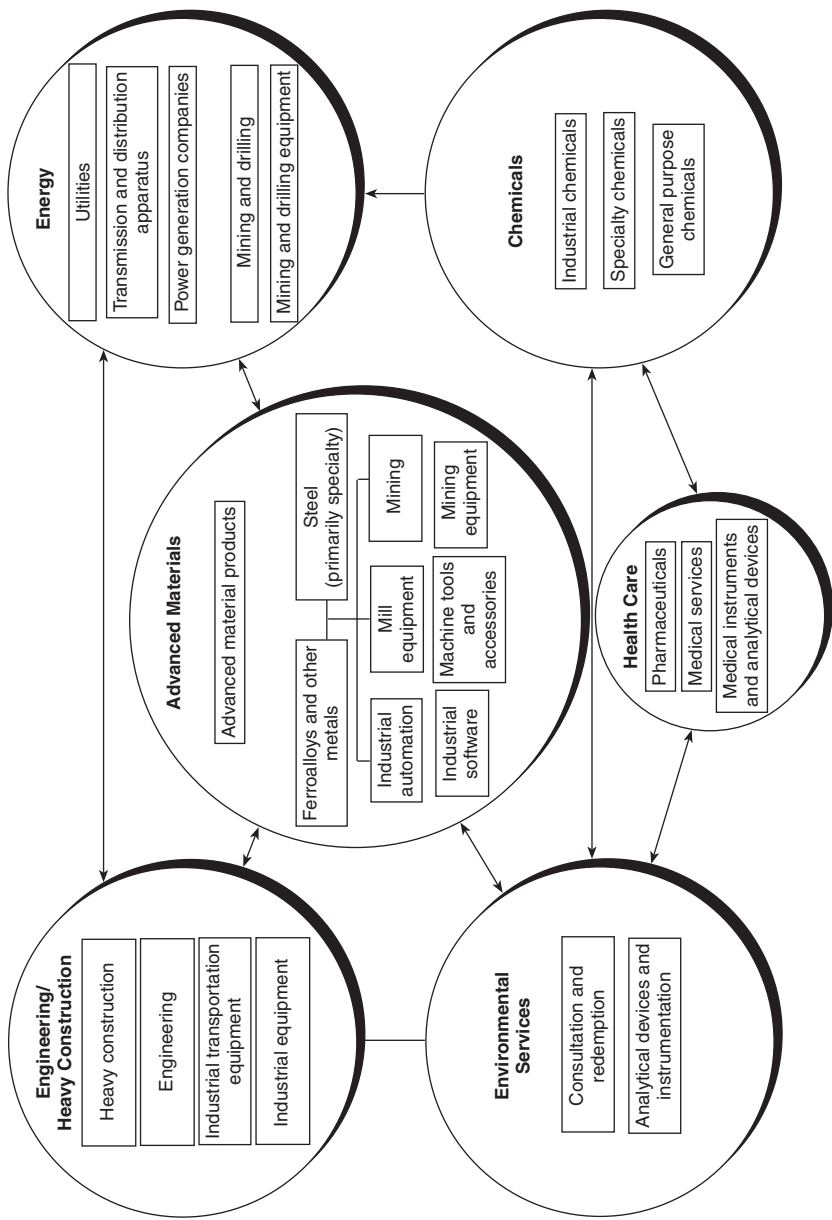 Engineering/
Heavy Construction
Heavy construction
Engineering
Industrial transportation
equipment
Industrial equipment
Advanced Materials
Advanced material products
Ferroalloys and other
metals
Steel
(primarily specialty)
Industrial
automation
Mill
equipment
Mining
Industrial
software
Machine tools
and
accessories
Mining
equipment
Energy
Utilities
Transmission and distribution
apparatus
Power generation companies
Mining and drilling
Mining and drilling equipment
Environmental
Services
Consultation and
redemption
Analytical devices and
instrumentation
Health Care
Pharmaceuticals
Medical services
Medical instruments
and analytical devices
Chemicals
Industrial chemicals
Specialty chemicals
General purpose
chemicals